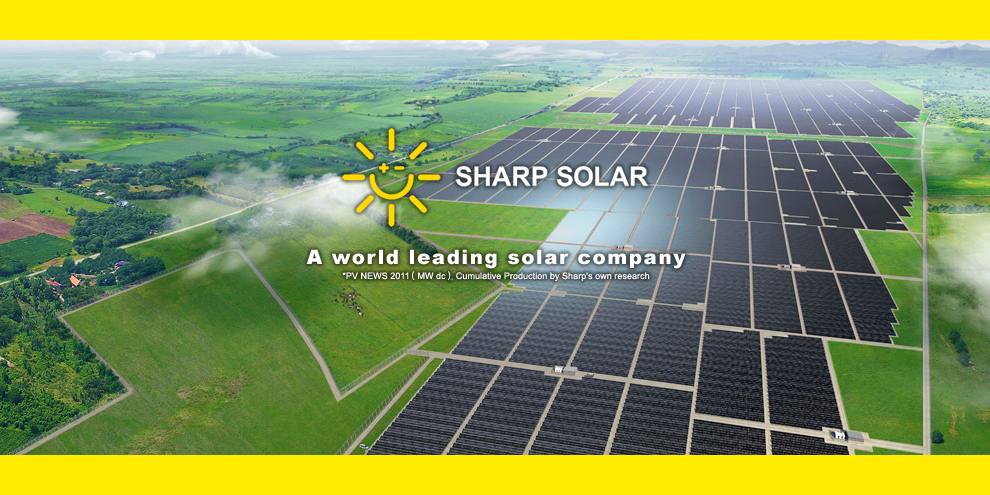 SHARP SOLAR
A world leading solar company
*PV NEWS 2011 ( MW dc ), Cumulative Production by Sharp's own research